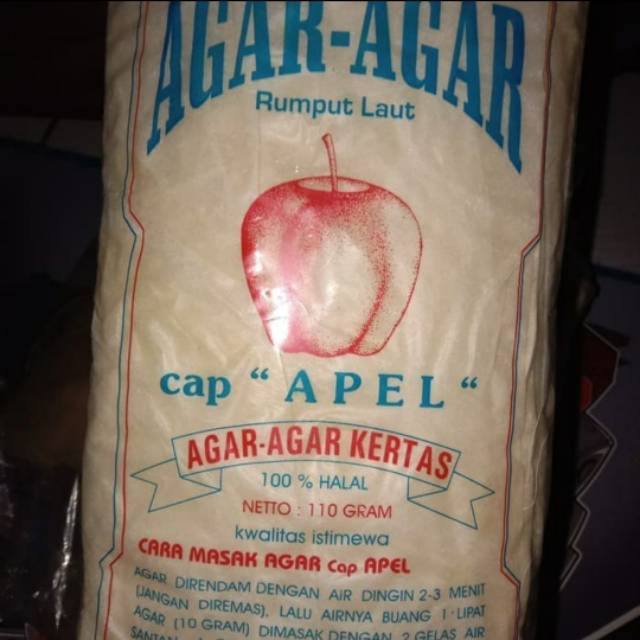 AGAR-AGAR
Rumput Laut
cap “ APEL “
AGAR-AGAR KERTAS
100 % HALAL
NETTO : 110 GRAM
kwalitas istimewa
CARA MASAK AGAR cap APEL
AGAR DIRENDAM DENGAN AIR DINGIN 2-3 MENIT
(JANGAN DIREMAS), LALU AIRNYA BUANG 1 LIPAT
AGAR (10 GRAM) DIMASAK DENGAN 2 GELAS AIR
SANTAN